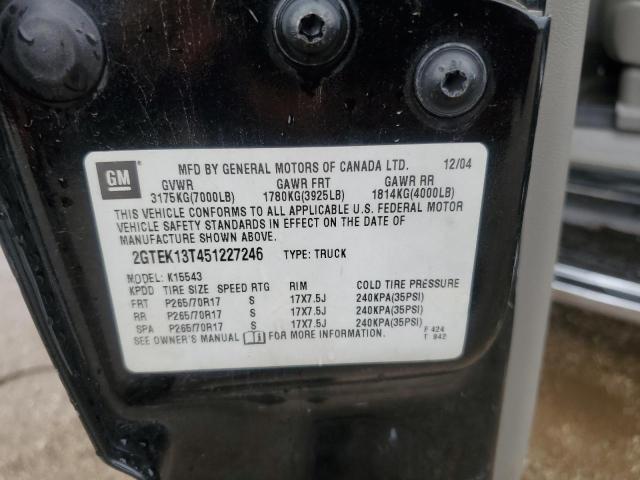 GM
MFD BY GENERAL MOTORS OF CANADA LTD. 12/04
GVWR GAWR FRT GAWR RR
3175KG(7000LB) 1780KG(3925LB) 1814KG(4000LB)
THIS VEHICLE CONFORMS TO ALL APPLICABLE U.S. FEDERAL MOTOR
VEHICLE SAFETY STANDARDS IN EFFECT ON THE DATE OF
MANUFACTURE SHOWN ABOVE.
2GTEK13T451227246 TYPE: TRUCK
MODEL: K15543
KPDD TIRE SIZE SPEED RTG RIM COLD TIRE PRESSURE
FRT P265/70R17 S 17X7.5J 240KPA(35PSI)
RR P265/70R17 S 17X7.5J 240KPA(35PSI)
SPA P265/70R17 S 17X7.5J 240KPA(35PSI)
SEE OWNER'S MANUAL FOR MORE INFORMATION. F 424
T 842